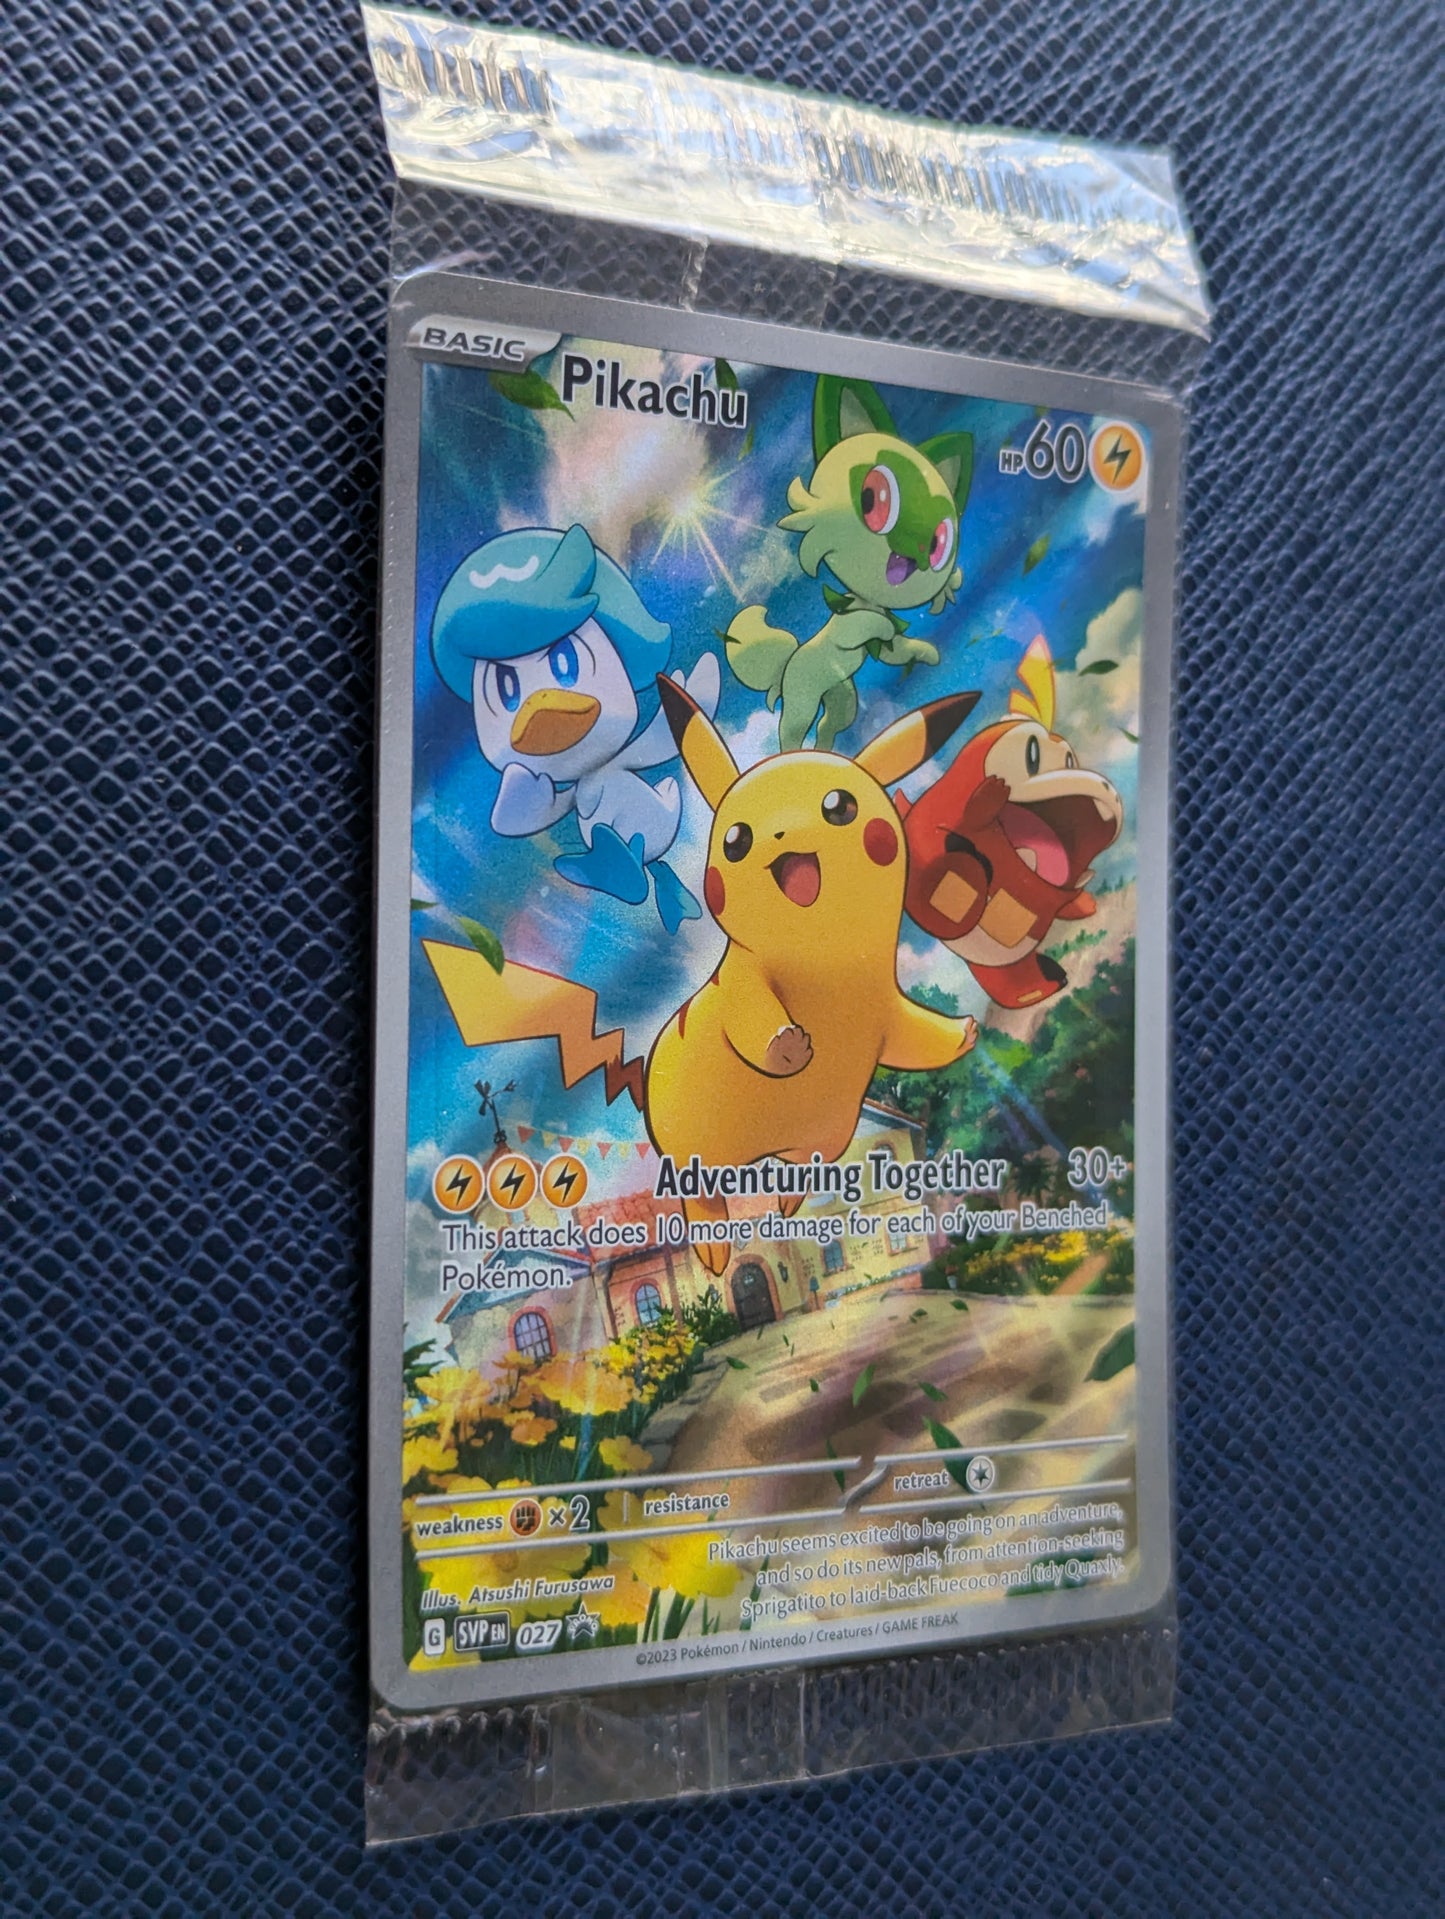 BASIC
Pikachu
HP 60
Adventuring Together 30+
This attack does 10 more damage for each of your Benched
Pokémon.
weakness ×2 resistance
retreat
Pikachu seems excited to be going on an adventure,
and so do its new pals, from attention-seeking
Sprigatito to laid-back Fuecoco and tidy Quaxly.
Illus. Atsushi Furusawa
G SVP EN 027
©2023 Pokémon / Nintendo / Creatures / GAME FREAK